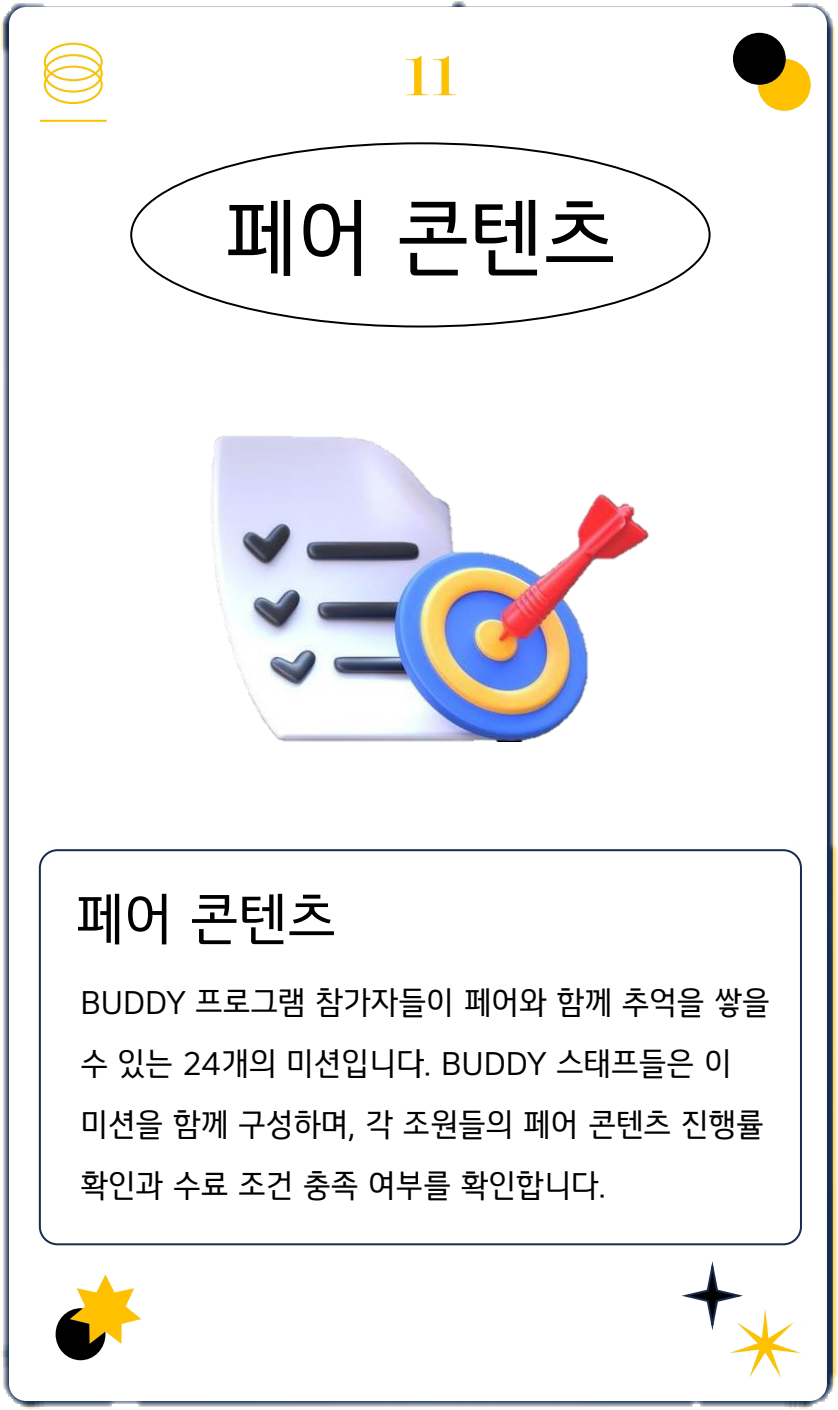 11
페어 콘텐츠
페어 콘텐츠
BUDDY 프로그램 참가자들이 페어와 함께 추억을 쌓을
수 있는 24개의 미션입니다. BUDDY 스태프들은 이
미션을 함께 구성하며, 각 조원들의 페어 콘텐츠 진행률
확인과 수료 조건 충족 여부를 확인합니다.